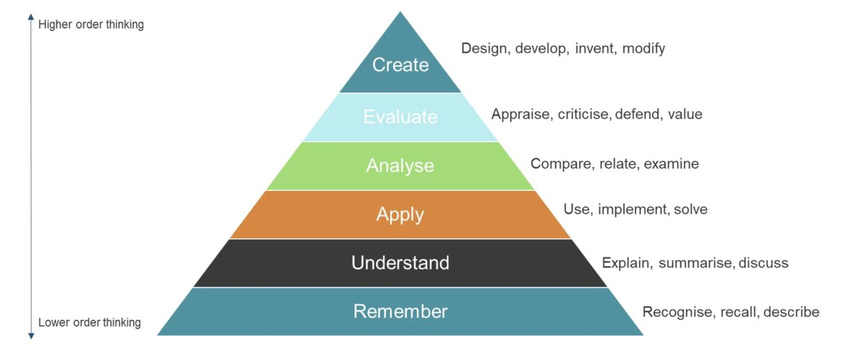 Higher order thinking
Create
Design, develop, invent, modify
Evaluate
Appraise, criticise, defend, value
Analyse
Compare, relate, examine
Apply
Use, implement, solve
Understand
Explain, summarise, discuss
Lower order thinking
Remember
Recognise, recall, describe